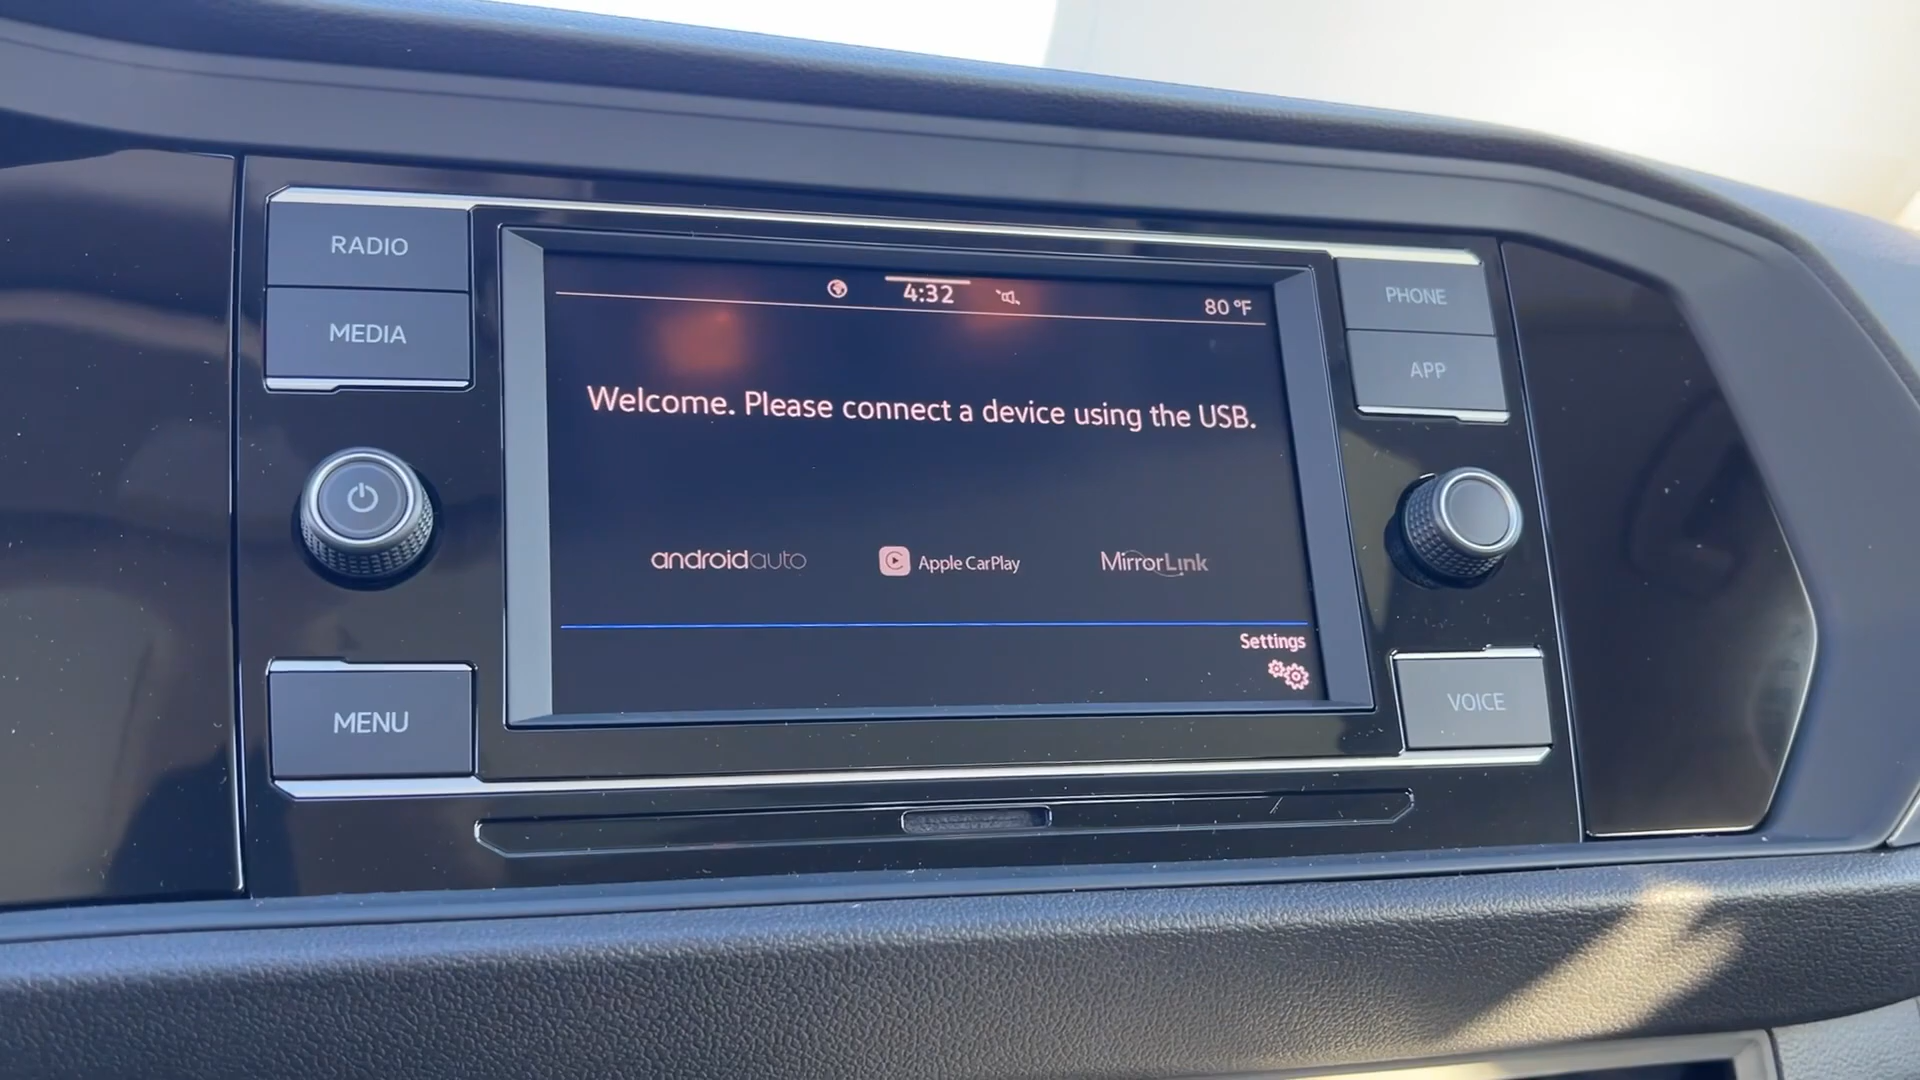 RADIO
MEDIA
MENU
4:32
80 °F
Welcome. Please connect a device using the USB.
androidauto
Apple CarPlay
MirrorLink
Settings
PHONE
APP
VOICE